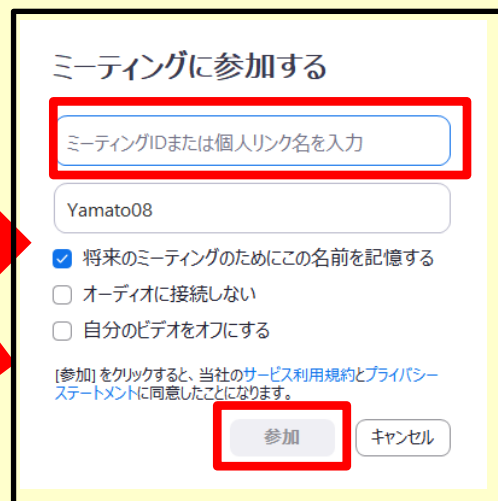 ミーティングに参加する
ミーティングIDまたは個人リンク名を入力
Yamato08
将来のミーティングのためにこの名前を記憶する
オーディオに接続しない
自分のビデオをオフにする
[参加] をクリックすると、当社のサービス利用規約とプライバシー
ステートメントに同意したことになります。
参加 キャンセル